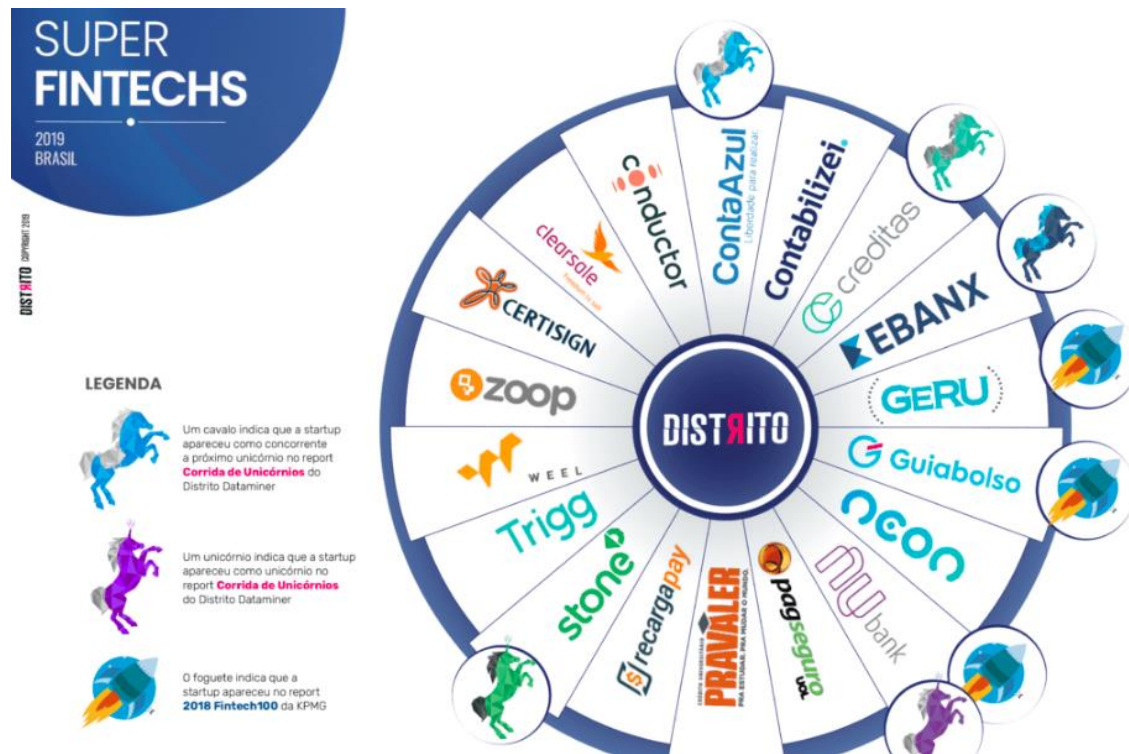 SUPER
FINTECHS
2019
BRASIL
DISTRITO COPYRIGHT 2019
LEGENDA
Um cavalo indica que a startup
apareceu como concorrente
a próximo unicórnio no report
Corrida de Unicórnios do
Distrito Dataminer
Um unicórnio indica que a startup
apareceu como unicórnio no
report Corrida de Unicórnios
do Distrito Dataminer
O foguete indica que a
startup apareceu no report
2018 Fintech100 da KPMG
DISTRITO
ContaAzul
Liberdade para realizar.
Contabilizei.
creditas
EBANX
GERU
Guiabolso
neon
nu
bank
pagseguro
UOL
CRÉDITO UNIVERSITÁRIO
PRAVALER
PRA ESTUDAR. PRA MUDAR O MUNDO.
recargapay
stone
Trigg
WEEL
zoop
CERTISIGN
clearsale
conductor